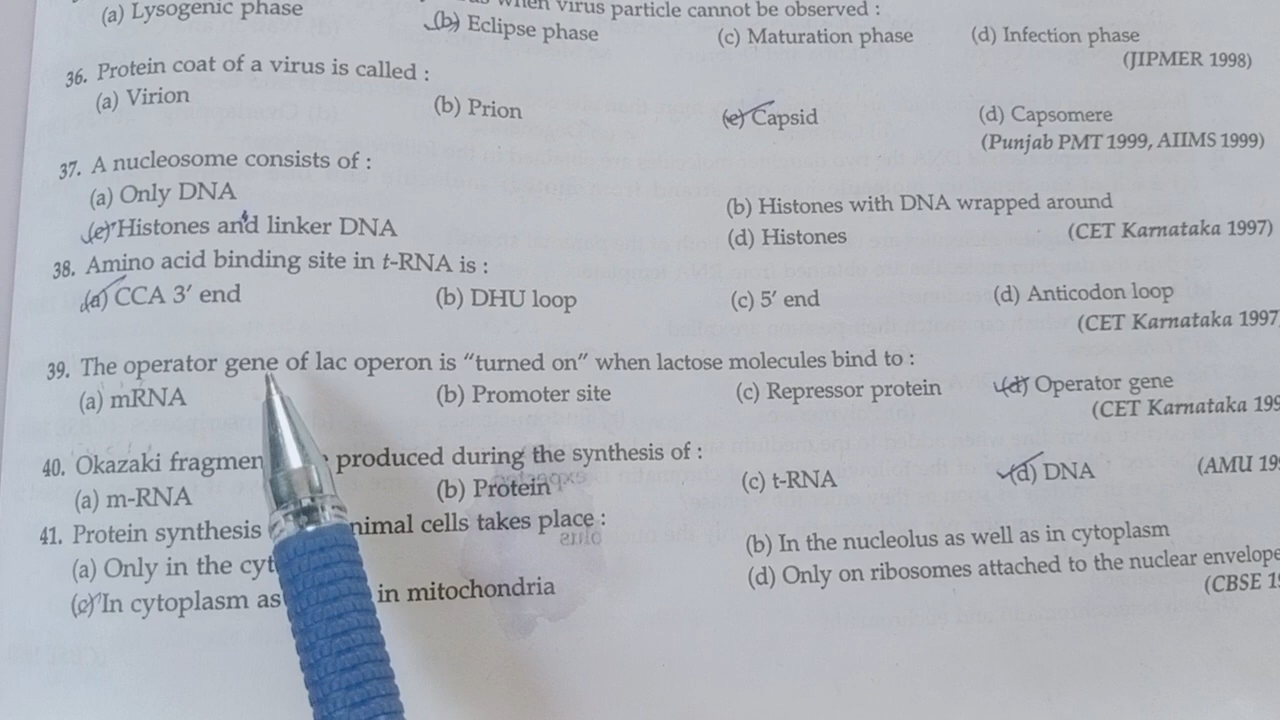 (a) Lysogenic phase
when virus particle cannot be observed :
(b) Eclipse phase
(c) Maturation phase
(d) Infection phase
(JIPMER 1998)
36. Protein coat of a virus is called :
(a) Virion
(b) Prion
(c) Capsid
(d) Capsomere
(Punjab PMT 1999, AIIMS 1999)
37. A nucleosome consists of :
(a) Only DNA
(b) Histones with DNA wrapped around
(c) Histones and linker DNA
(d) Histones
(CET Karnataka 1997)
38. Amino acid binding site in t-RNA is :
(a) CCA 3′ end
(b) DHU loop
(c) 5′ end
(d) Anticodon loop
(CET Karnataka 1997
39. The operator gene of lac operon is “turned on” when lactose molecules bind to :
(a) mRNA
(b) Promoter site
(c) Repressor protein
(d) Operator gene
(CET Karnataka 199
40. Okazaki fragmen produced during the synthesis of :
(a) m-RNA
(b) Protein
(c) t-RNA
(d) DNA
(AMU 19
41. Protein synthesis nimal cells takes place :
(a) Only in the cyt
(b) In the nucleolus as well as in cytoplasm
(c) In cytoplasm as in mitochondria
(d) Only on ribosomes attached to the nuclear envelope
(CBSE 19